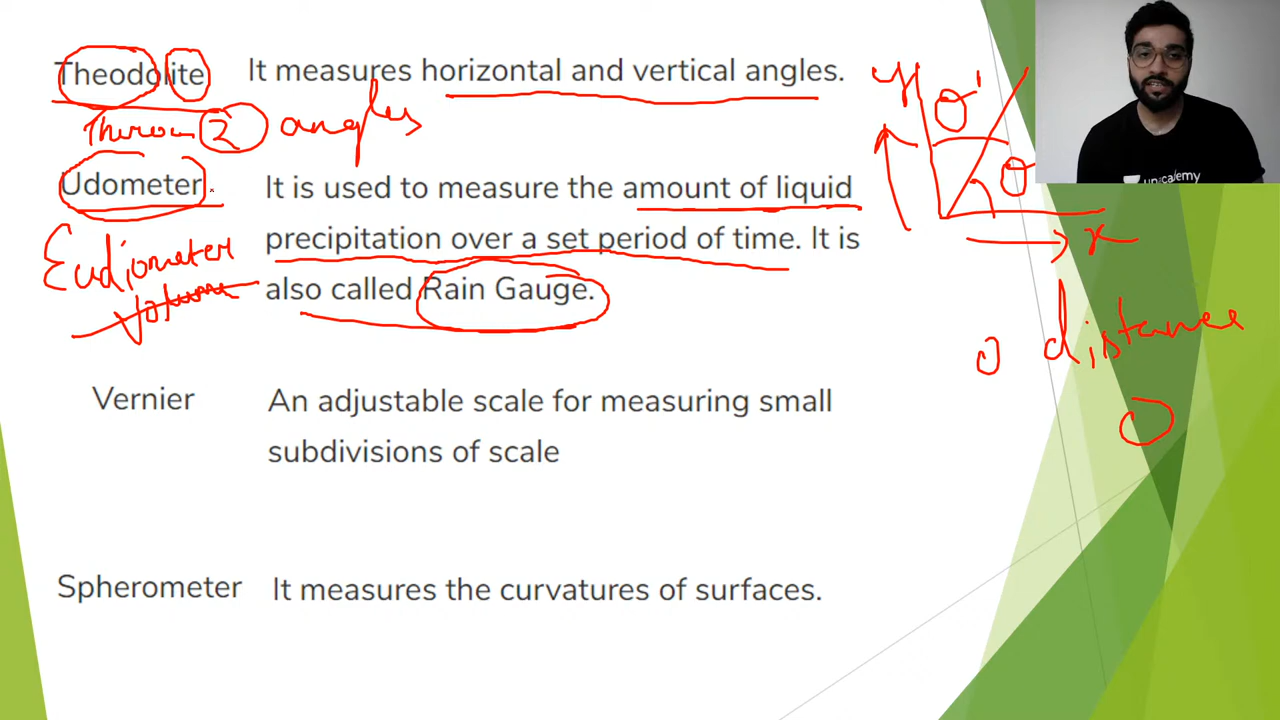 Theodolite It measures horizontal and vertical angles.
2 angles
Udometer It is used to measure the amount of liquid
precipitation over a set period of time. It is
also called Rain Gauge.
Eudiometer
Volume
Vernier An adjustable scale for measuring small
subdivisions of scale
Spherometer It measures the curvatures of surfaces.
y
θ'
θ
x
distance
unacademy